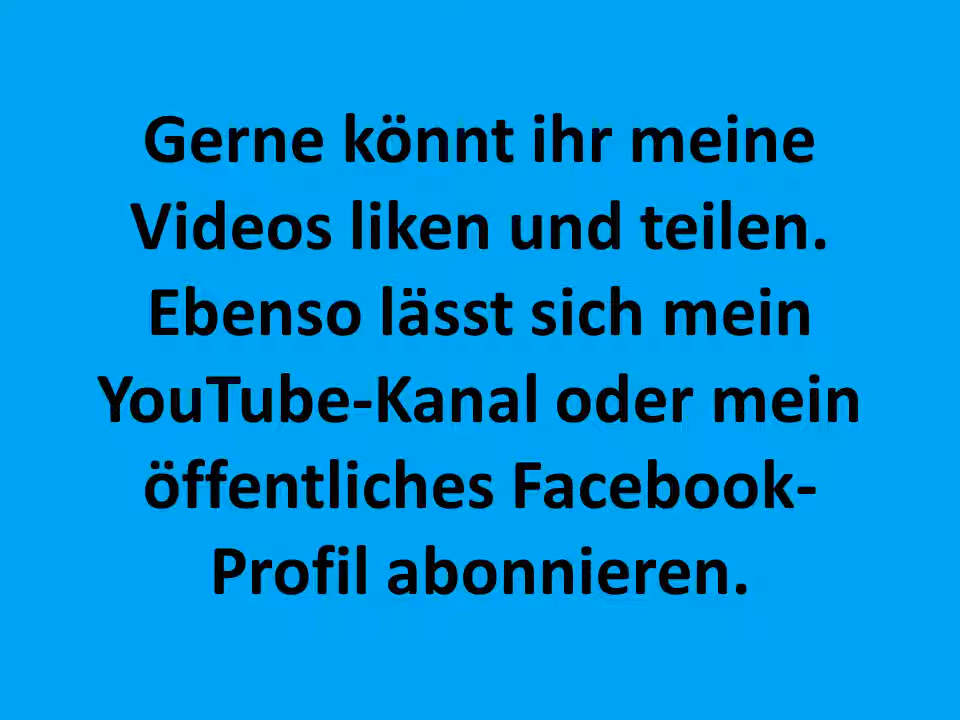 Gerne könnt ihr meine
Videos liken und teilen.
Ebenso lässt sich mein
YouTube-Kanal oder mein
öffentliches Facebook-
Profil abonnieren.